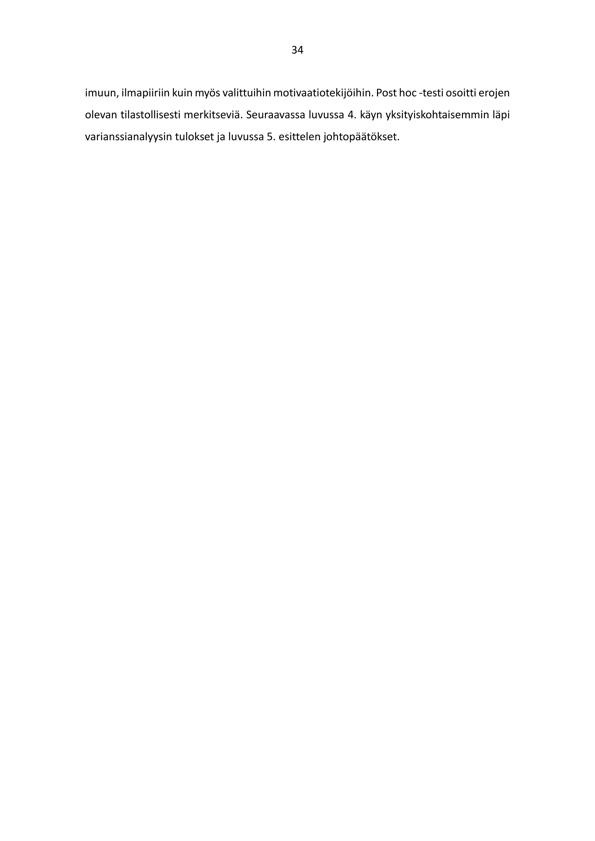 34
imuun, ilmapiiriin kuin myös valittuihin motivaatiotekijöihin. Post hoc -testi osoitti erojen
olevan tilastollisesti merkitseviä. Seuraavassa luvussa 4. käyn yksityiskohtaisemmin läpi
varianssianalyysin tulokset ja luvussa 5. esittelen johtopäätökset.